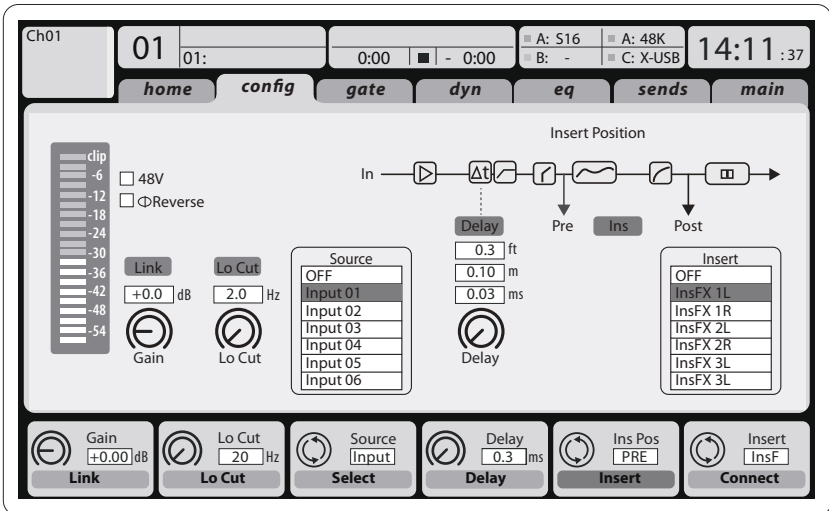 Ch01
01
01:
0:00
- 0:00
A: S16
B: -
A: 48K
C: X-USB
14:11 :37
home config gate dyn eq sends main
Insert Position
clip
-6
-12
-18
-24
-30
-36
-42
-48
-54
48V
ΦReverse
In
Δt
Link
+0.0 dB
Gain
Lo Cut
2.0 Hz
Lo Cut
Source
OFF
Input 01
Input 02
Input 03
Input 04
Input 05
Input 06
Delay
0.3 ft
0.10 m
0.03 ms
Delay
Pre Ins Post
Insert
OFF
InsFX 1L
InsFX 1R
InsFX 2L
InsFX 2R
InsFX 3L
InsFX 3L
Gain
+0.00 dB
Link
Lo Cut
20 Hz
Lo Cut
Source
Input
Select
Delay
0.3 ms
Delay
Ins Pos
PRE
Insert
Insert
InsF
Connect